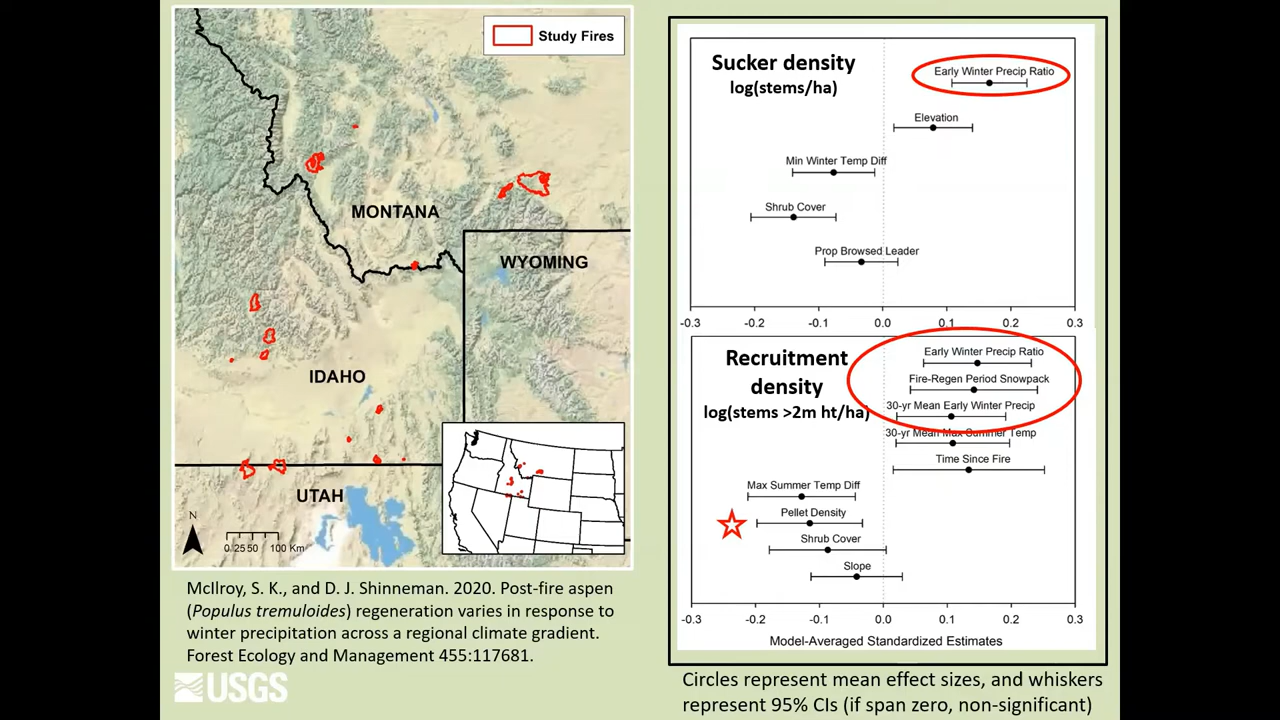 Study Fires
MONTANA
WYOMING
IDAHO
UTAH
N
0 25 50 100 Km
McIlroy, S. K., and D. J. Shinneman. 2020. Post-fire aspen
(Populus tremuloides) regeneration varies in response to
winter precipitation across a regional climate gradient.
Forest Ecology and Management 455:117681.
USGS
Sucker density
log(stems/ha)
Early Winter Precip Ratio
Elevation
Min Winter Temp Diff
Shrub Cover
Prop Browsed Leader
-0.3 -0.2 -0.1 0.0 0.1 0.2 0.3
Recruitment
density
log(stems >2m ht/ha)
Early Winter Precip Ratio
Fire-Regen Period Snowpack
30-yr Mean Early Winter Precip
30-yr Mean Max Summer Temp
Time Since Fire
Max Summer Temp Diff
Pellet Density
Shrub Cover
Slope
-0.3 -0.2 -0.1 0.0 0.1 0.2 0.3
Model-Averaged Standardized Estimates
Circles represent mean effect sizes, and whiskers
represent 95% CIs (if span zero, non-significant)